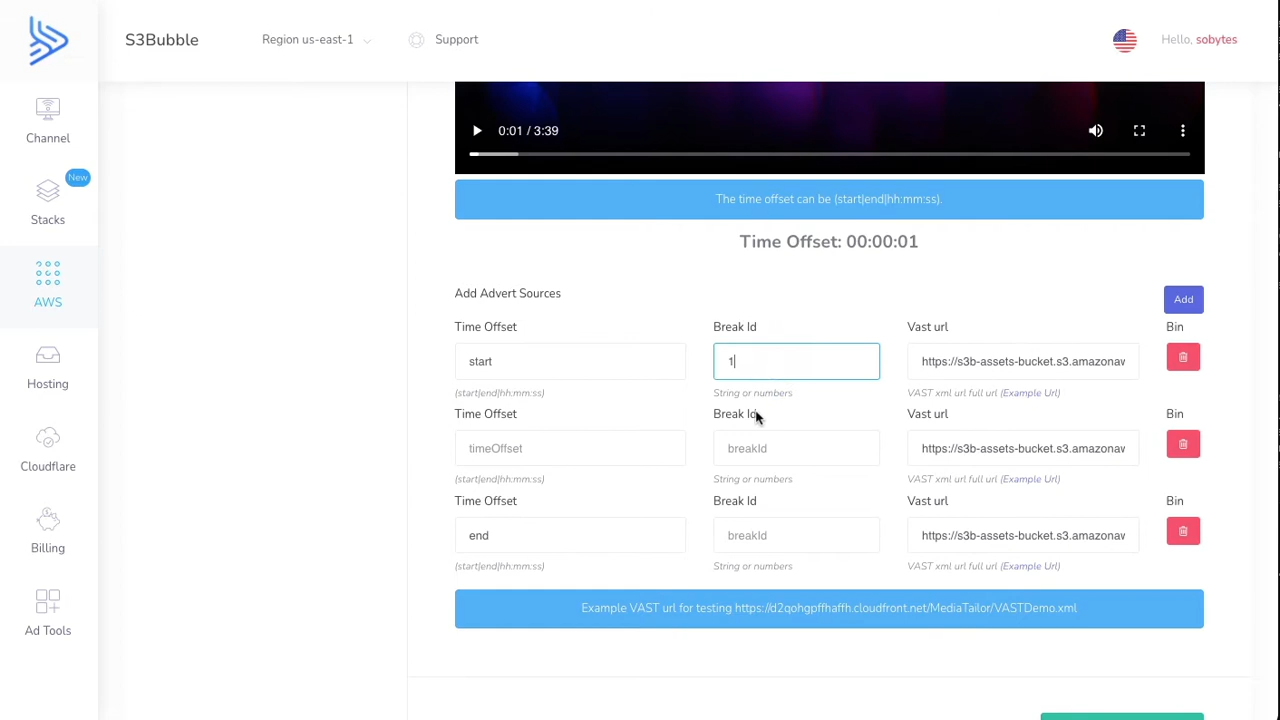 S3Bubble
Region us-east-1
Support
Hello, sobytes
Channel
New
Stacks
AWS
Hosting
Cloudflare
Billing
Ad Tools
0:01 / 3:39
The time offset can be (start|end|hh:mm:ss).
Time Offset: 00:00:01
Add Advert Sources
Add
Time Offset Break Id Vast url Bin
start 1 https://s3b-assets-bucket.s3.amazonav
(start|end|hh:mm:ss) String or numbers VAST xml url full url (Example Url)
Time Offset Break Id Vast url Bin
timeOffset breakId https://s3b-assets-bucket.s3.amazonav
(start|end|hh:mm:ss) String or numbers VAST xml url full url (Example Url)
Time Offset Break Id Vast url Bin
end breakId https://s3b-assets-bucket.s3.amazonav
(start|end|hh:mm:ss) String or numbers VAST xml url full url (Example Url)
Example VAST url for testing https://d2qohgpffhaffh.cloudfront.net/MediaTailor/VASTDemo.xml